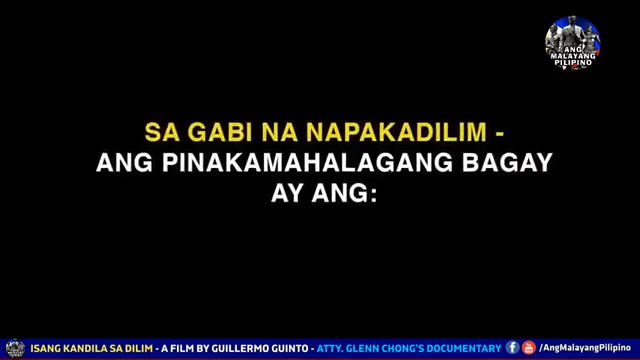 ANG
MALAYANG
PILIPINO
SA GABI NA NAPAKADILIM -
ANG PINAKAMAHALAGANG BAGAY
AY ANG:
ISANG KANDILA SA DILIM - A FILM BY GUILLERMO GUINTO - ATTY. GLENN CHONG'S DOCUMENTARY /AngMalayangPilipino